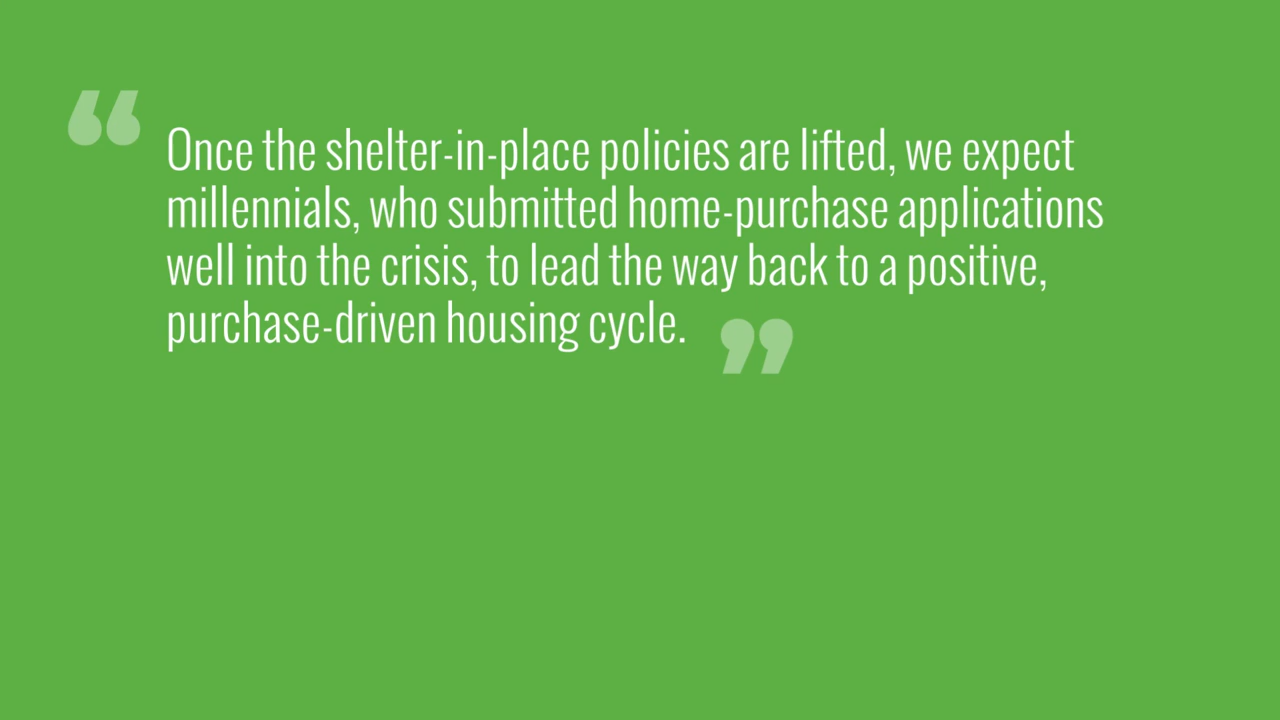 “Once the shelter-in-place policies are lifted, we expect
millennials, who submitted home-purchase applications
well into the crisis, to lead the way back to a positive,
purchase-driven housing cycle.”